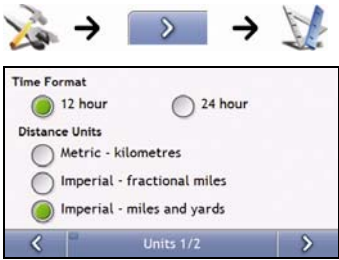 Time Format
12 hour 24 hour
Distance Units
Metric - kilometres
Imperial - fractional miles
Imperial - miles and yards
Units 1/2